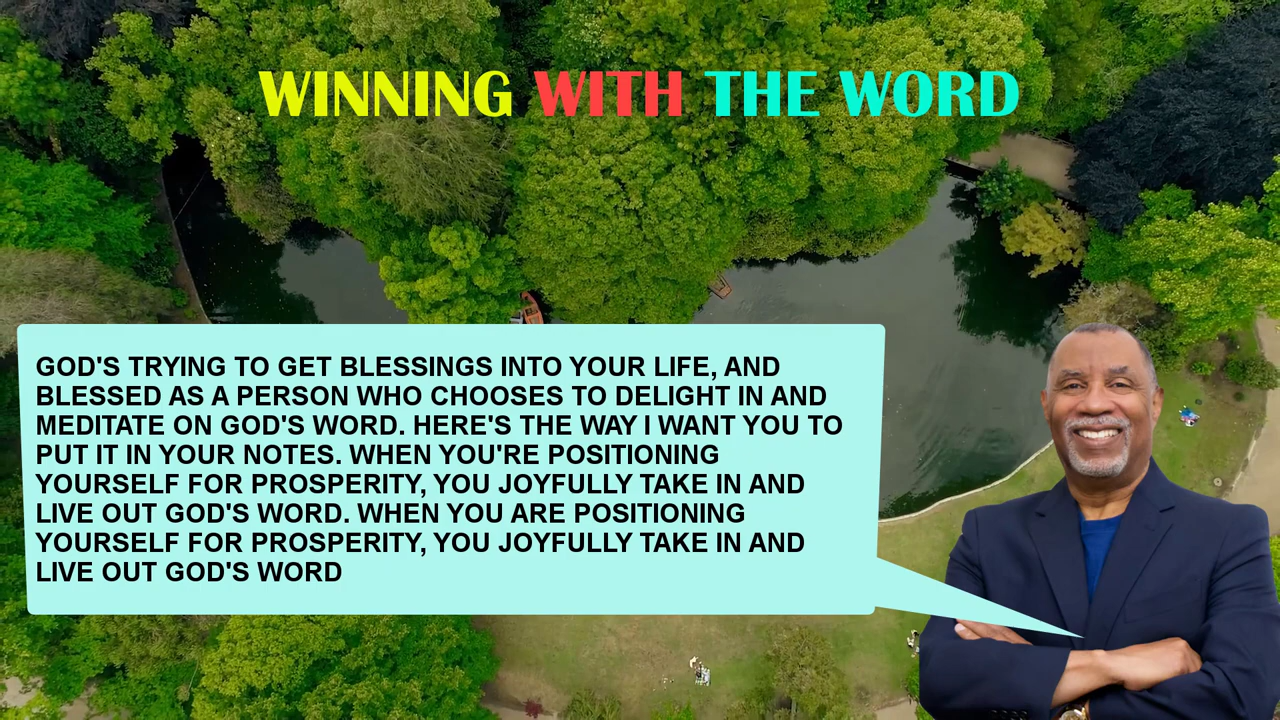 WINNING WITH THE WORD
GOD'S TRYING TO GET BLESSINGS INTO YOUR LIFE, AND
BLESSED AS A PERSON WHO CHOOSES TO DELIGHT IN AND
MEDITATE ON GOD'S WORD. HERE'S THE WAY I WANT YOU TO
PUT IT IN YOUR NOTES. WHEN YOU'RE POSITIONING
YOURSELF FOR PROSPERITY, YOU JOYFULLY TAKE IN AND
LIVE OUT GOD'S WORD. WHEN YOU ARE POSITIONING
YOURSELF FOR PROSPERITY, YOU JOYFULLY TAKE IN AND
LIVE OUT GOD'S WORD